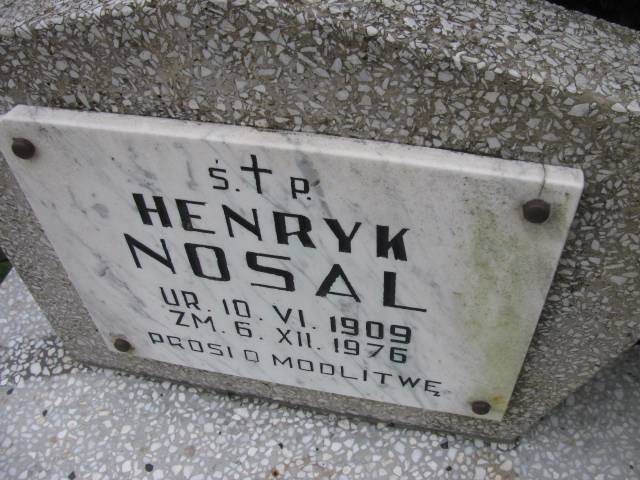 Ś. † P.
HENRYK
NOSAL
UR. 10. VI. 1909
ZM. 6. XII. 1976
PROSI O MODLITWĘ